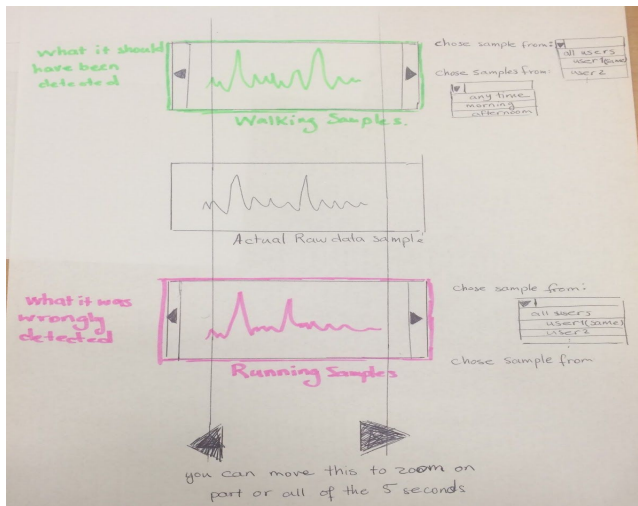 what it should
have been
detected
Walking Samples.
chose sample from:
all users
user1(same)
user2
Chose Samples from:
any time
morning
afternoon
Actual Raw data sample
what it was
wrongly
detected
Running Samples
chose sample from:
all users
user1(same)
user2
chose sample from
you can move this to zoom on
part or all of the 5 seconds